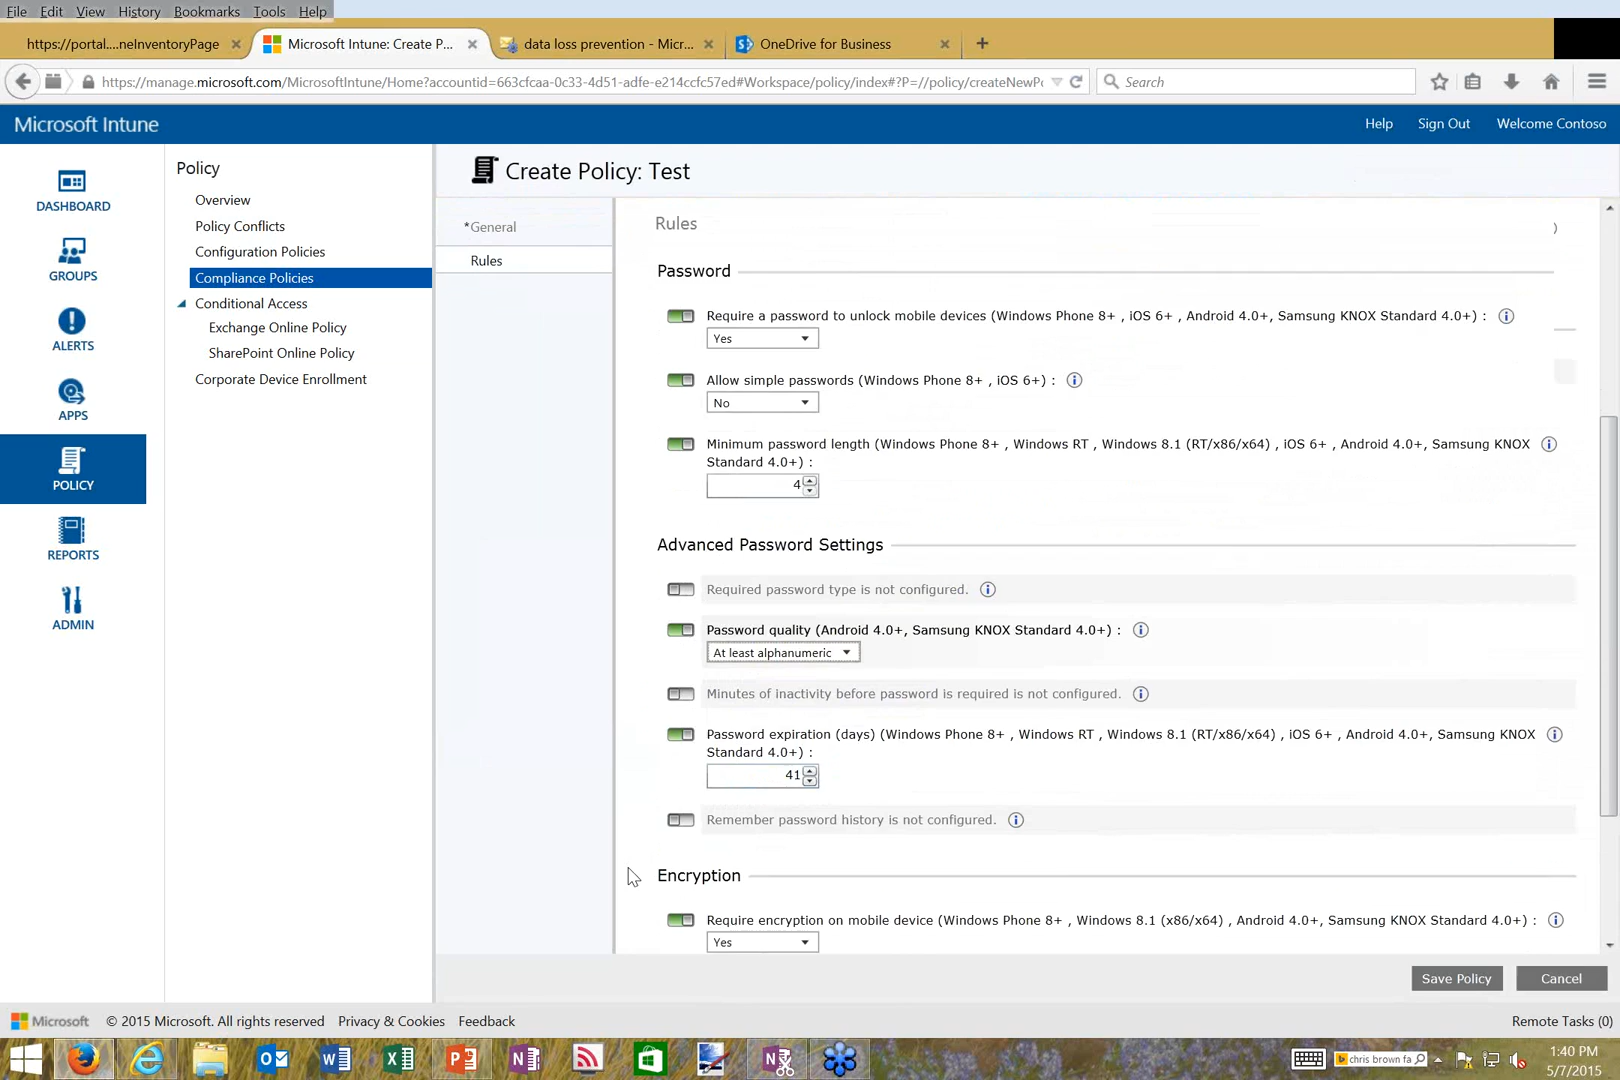 File Edit View History Bookmarks Tools Help
https://portal....neInventoryPage
Microsoft Intune: Create P...
data loss prevention - Micr...
OneDrive for Business
https://manage.microsoft.com/MicrosoftIntune/Home?accountid=663cfcaa-0c33-4d51-adfe-e214ccfc57ed#Workspace/policy/index#?P=//policy/createNewPc
Search
Microsoft Intune
Help Sign Out Welcome Contoso
DASHBOARD
GROUPS
ALERTS
APPS
POLICY
REPORTS
ADMIN
Policy
Overview
Policy Conflicts
Configuration Policies
Compliance Policies
Conditional Access
Exchange Online Policy
SharePoint Online Policy
Corporate Device Enrollment
Create Policy: Test
*General
Rules
Rules
Password
Require a password to unlock mobile devices (Windows Phone 8+ , iOS 6+ , Android 4.0+, Samsung KNOX Standard 4.0+) :
Yes
Allow simple passwords (Windows Phone 8+ , iOS 6+) :
No
Minimum password length (Windows Phone 8+ , Windows RT , Windows 8.1 (RT/x86/x64) , iOS 6+ , Android 4.0+, Samsung KNOX
Standard 4.0+) :
4
Advanced Password Settings
Required password type is not configured.
Password quality (Android 4.0+, Samsung KNOX Standard 4.0+) :
At least alphanumeric
Minutes of inactivity before password is required is not configured.
Password expiration (days) (Windows Phone 8+ , Windows RT , Windows 8.1 (RT/x86/x64) , iOS 6+ , Android 4.0+, Samsung KNOX
Standard 4.0+) :
41
Remember password history is not configured.
Encryption
Require encryption on mobile device (Windows Phone 8+ , Windows 8.1 (x86/x64) , Android 4.0+, Samsung KNOX Standard 4.0+) :
Yes
Save Policy Cancel
Microsoft © 2015 Microsoft. All rights reserved Privacy & Cookies Feedback
Remote Tasks (0)
chris brown fa
1:40 PM
5/7/2015